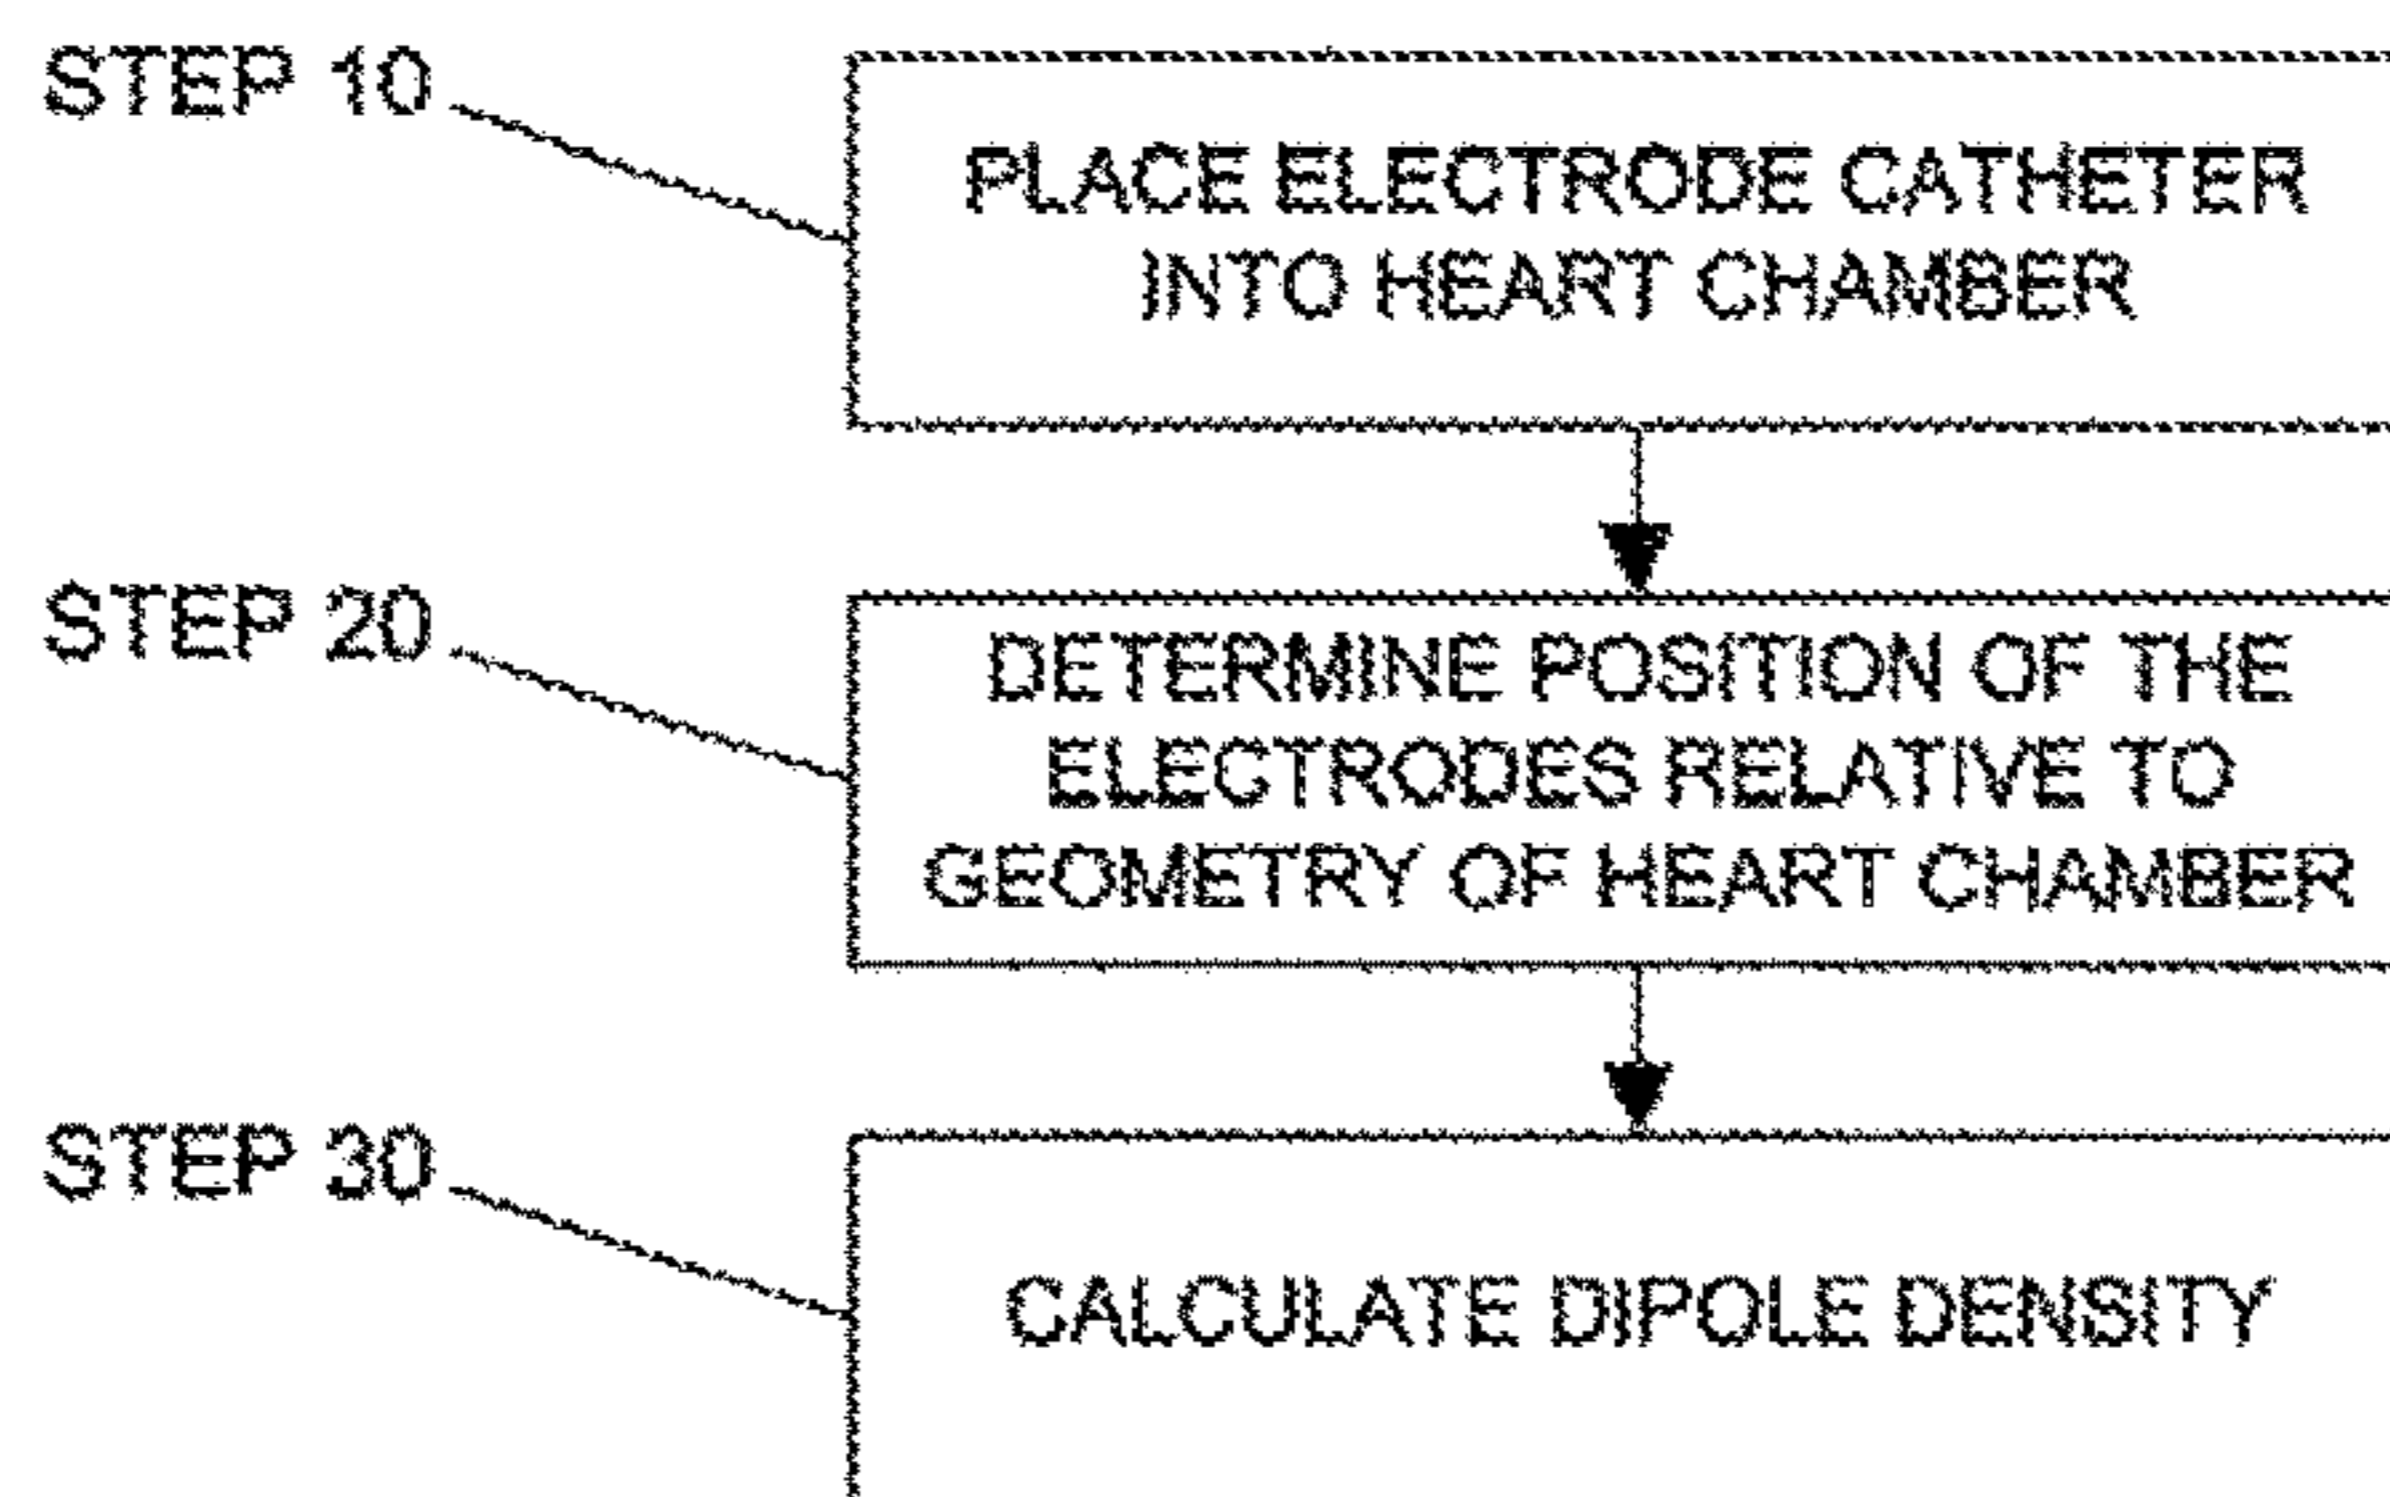 STEP 10
PLACE ELECTRODE CATHETER
INTO HEART CHAMBER
STEP 20
DETERMINE POSITION OF THE
ELECTRODES RELATIVE TO
GEOMETRY OF HEART CHAMBER
STEP 30
CALCULATE DIPOLE DENSITY